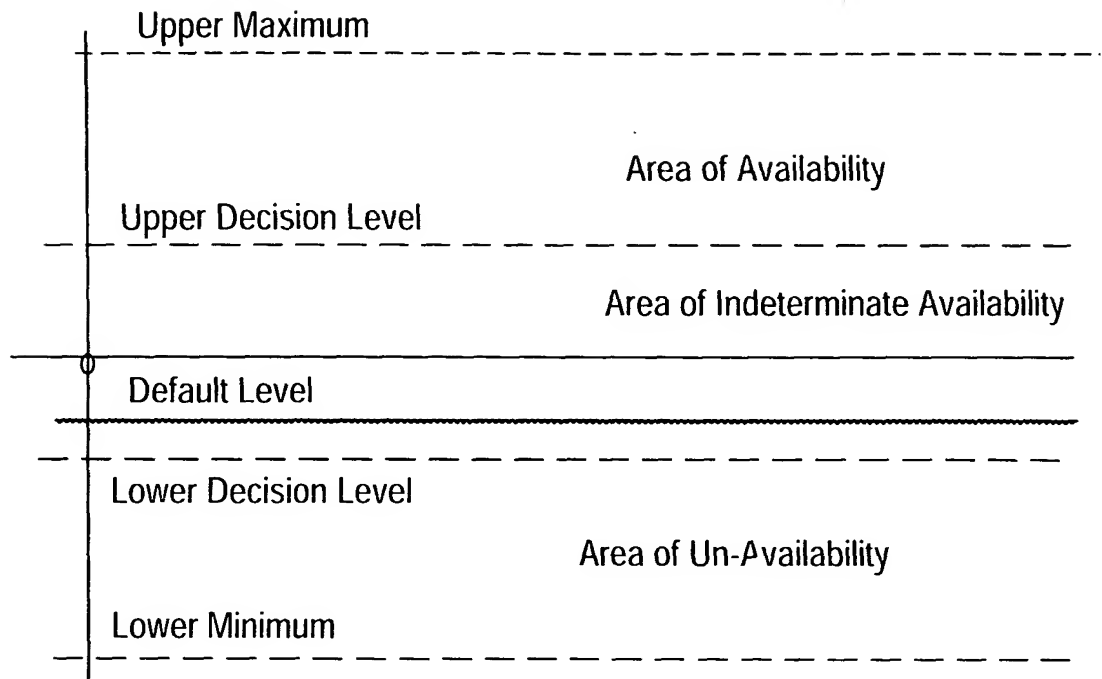 Upper Maximum
Area of Availability
Upper Decision Level
Area of Indeterminate Availability
0
Default Level
Lower Decision Level
Area of Un-Availability
Lower Minimum